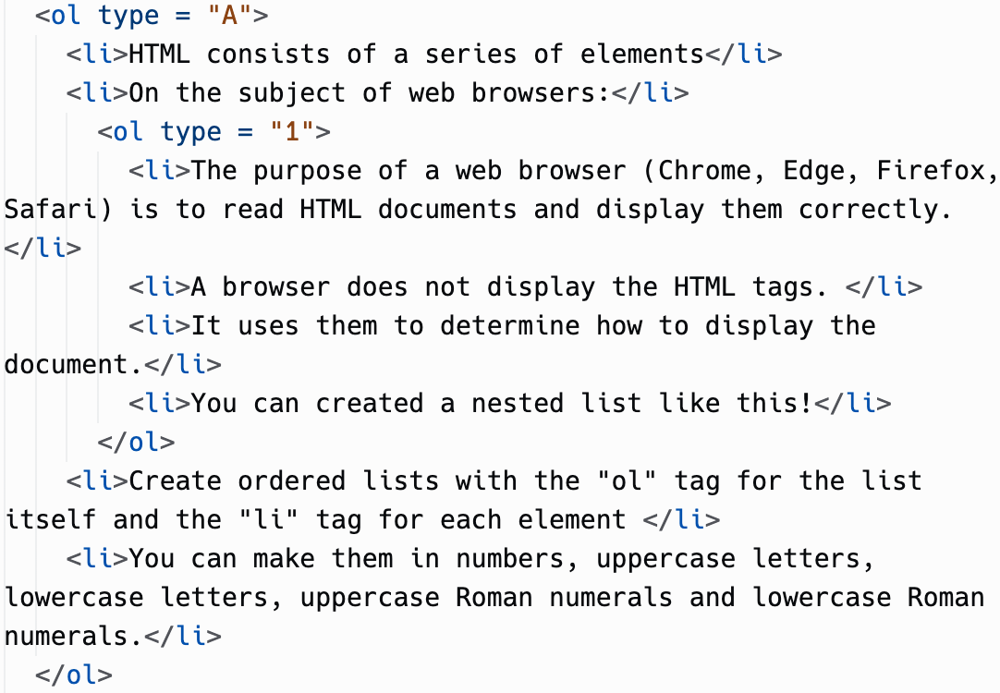 <ol type = "A">
<li>HTML consists of a series of elements</li>
<li>On the subject of web browsers:</li>
<ol type = "1">
<li>The purpose of a web browser (Chrome, Edge, Firefox,
Safari) is to read HTML documents and display them correctly.
</li>
<li>A browser does not display the HTML tags. </li>
<li>It uses them to determine how to display the
document.</li>
<li>You can created a nested list like this!</li>
</ol>
<li>Create ordered lists with the "ol" tag for the list
itself and the "li" tag for each element </li>
<li>You can make them in numbers, uppercase letters,
lowercase letters, uppercase Roman numerals and lowercase Roman
numerals.</li>
</ol>